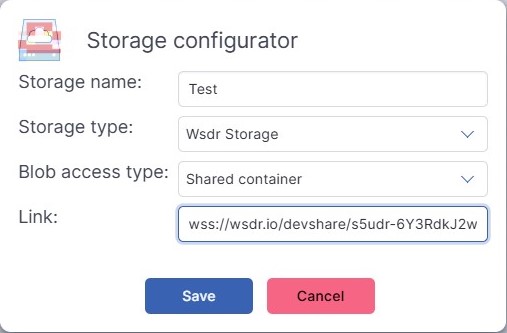 Storage configurator
Storage name: Test
Storage type: Wsdr Storage
Blob access type: Shared container
Link: wss://wsdr.io/devshare/s5udr-6Y3RdkJ2w
Save Cancel